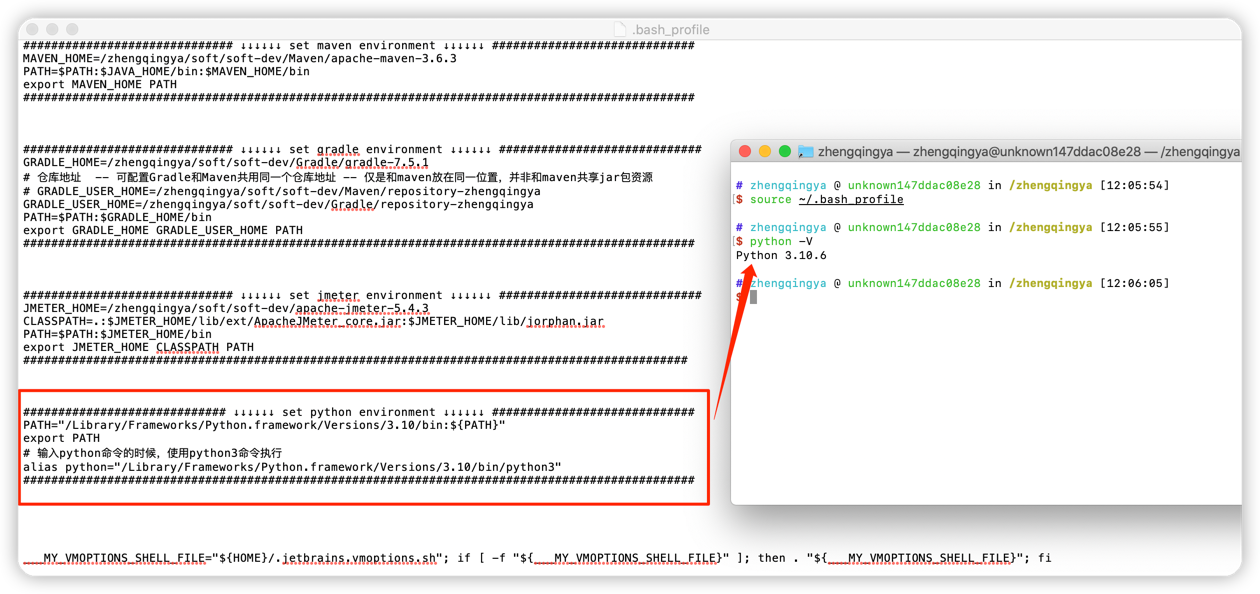 .bash_profile
############################## ↓↓↓↓↓↓ set maven environment ↓↓↓↓↓↓ #############################
MAVEN_HOME=/zhengqingya/soft/soft-dev/Maven/apache-maven-3.6.3
PATH=$PATH:$JAVA_HOME/bin:$MAVEN_HOME/bin
export MAVEN_HOME PATH
################################################################################################
############################## ↓↓↓↓↓↓ set gradle environment ↓↓↓↓↓↓ #############################
GRADLE_HOME=/zhengqingya/soft/soft-dev/Gradle/gradle-7.5.1
# 仓库地址  -- 可配置Gradle和Maven共用同一个仓库地址 -- 仅是和maven放在同一位置，并非和maven共享jar包资源
# GRADLE_USER_HOME=/zhengqingya/soft/soft-dev/Maven/repository-zhengqingya
GRADLE_USER_HOME=/zhengqingya/soft/soft-dev/Gradle/repository-zhengqingya
PATH=$PATH:$GRADLE_HOME/bin
export GRADLE_HOME GRADLE_USER_HOME PATH
################################################################################################
############################## ↓↓↓↓↓↓ set jmeter environment ↓↓↓↓↓↓ #############################
JMETER_HOME=/zhengqingya/soft/soft-dev/apache-jmeter-5.4.3
CLASSPATH=.:$JMETER_HOME/lib/ext/ApacheJMeter_core.jar:$JMETER_HOME/lib/jorphan.jar
PATH=$PATH:$JMETER_HOME/bin
export JMETER_HOME CLASSPATH PATH
###############################################################################################
############################# ↓↓↓↓↓↓ set python environment ↓↓↓↓↓↓ #############################
PATH="/Library/Frameworks/Python.framework/Versions/3.10/bin:${PATH}"
export PATH
# 输入python命令的时候，使用python3命令执行
alias python="/Library/Frameworks/Python.framework/Versions/3.10/bin/python3"
################################################################################################
___MY_VMOPTIONS_SHELL_FILE="${HOME}/.jetbrains.vmoptions.sh"; if [ -f "${___MY_VMOPTIONS_SHELL_FILE}" ]; then . "${___MY_VMOPTIONS_SHELL_FILE}"; fi
zhengqingya — zhengqingya@unknown147ddac08e28 — /zhengqingya
# zhengqingya @ unknown147ddac08e28 in /zhengqingya [12:05:54]
$ source ~/.bash_profile
# zhengqingya @ unknown147ddac08e28 in /zhengqingya [12:05:55]
$ python -V
Python 3.10.6
# zhengqingya @ unknown147ddac08e28 in /zhengqingya [12:06:05]
$